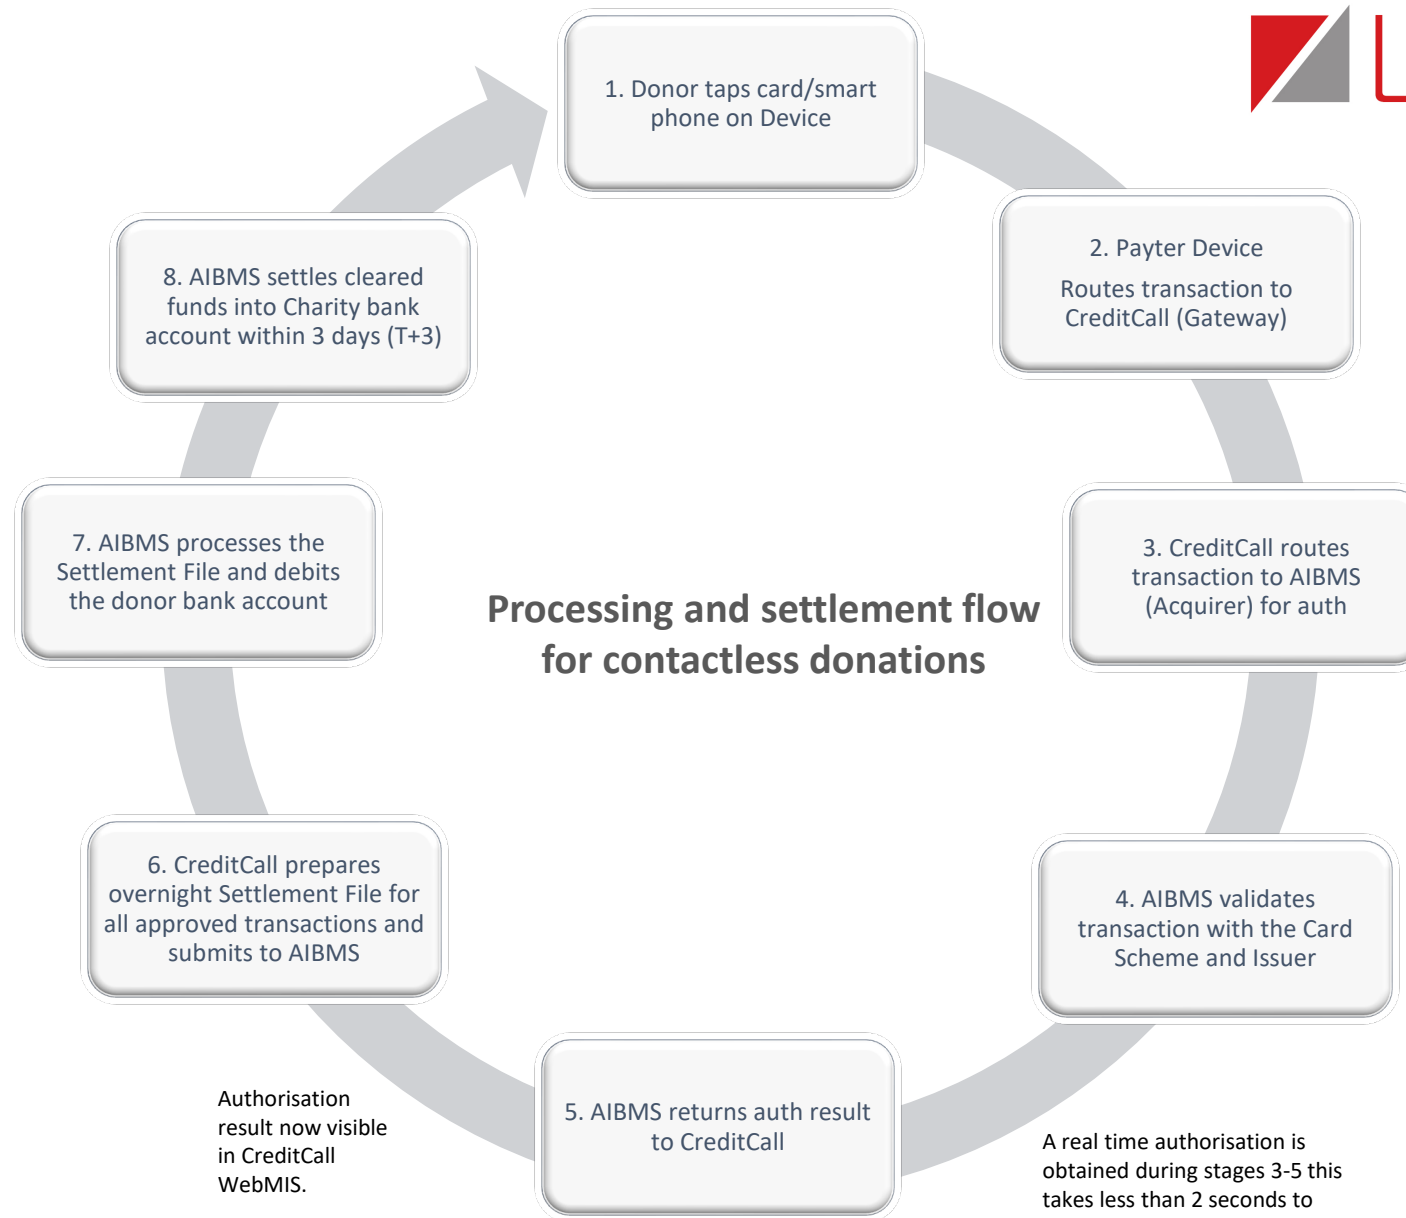 1. Donor taps card/smart
phone on Device
2. Payter Device
Routes transaction to
CreditCall (Gateway)
3. CreditCall routes
transaction to AIBMS
(Acquirer) for auth
4. AIBMS validates
transaction with the Card
Scheme and Issuer
5. AIBMS returns auth result
to CreditCall
6. CreditCall prepares
overnight Settlement File for
all approved transactions and
submits to AIBMS
7. AIBMS processes the
Settlement File and debits
the donor bank account
8. AIBMS settles cleared
funds into Charity bank
account within 3 days (T+3)
Processing and settlement flow
for contactless donations
Authorisation
result now visible
in CreditCall
WebMIS.
A real time authorisation is
obtained during stages 3-5 this
takes less than 2 seconds to